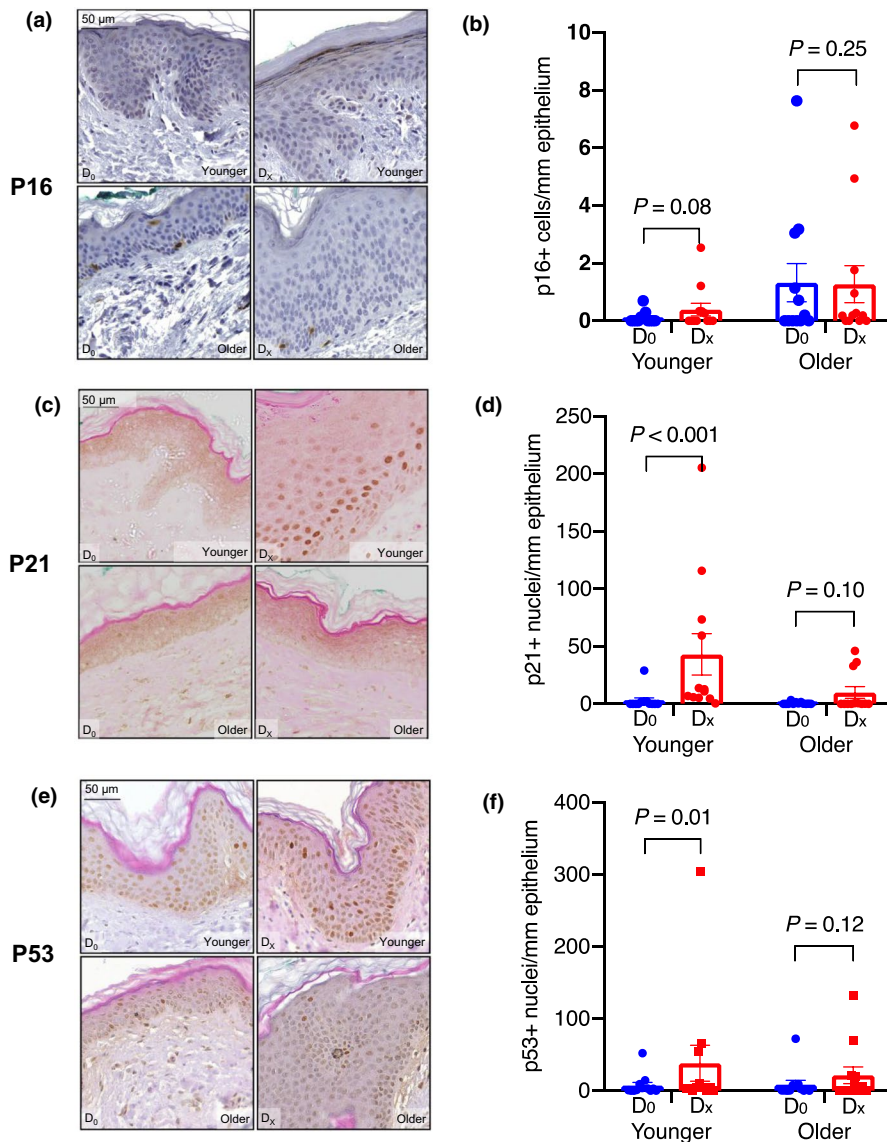 (a)
50 µm
P16
D₀
Younger
Dₓ
Younger
D₀
Older
Dₓ
Older
(b)
p16+ cells/mm epithelium
10
8
6
4
2
0
P = 0.08
P = 0.25
D₀ Dₓ D₀ Dₓ
Younger Older
(c)
50 µm
P21
D₀
Younger
Dₓ
Younger
D₀
Older
Dₓ
Older
(d)
p21+ nuclei/mm epithelium
250
200
150
100
50
0
P < 0.001
P = 0.10
D₀ Dₓ D₀ Dₓ
Younger Older
(e)
50 µm
P53
D₀
Younger
Dₓ
Younger
D₀
Older
Dₓ
Older
(f)
p53+ nuclei/mm epithelium
400
300
200
100
0
P = 0.01
P = 0.12
D₀ Dₓ D₀ Dₓ
Younger Older